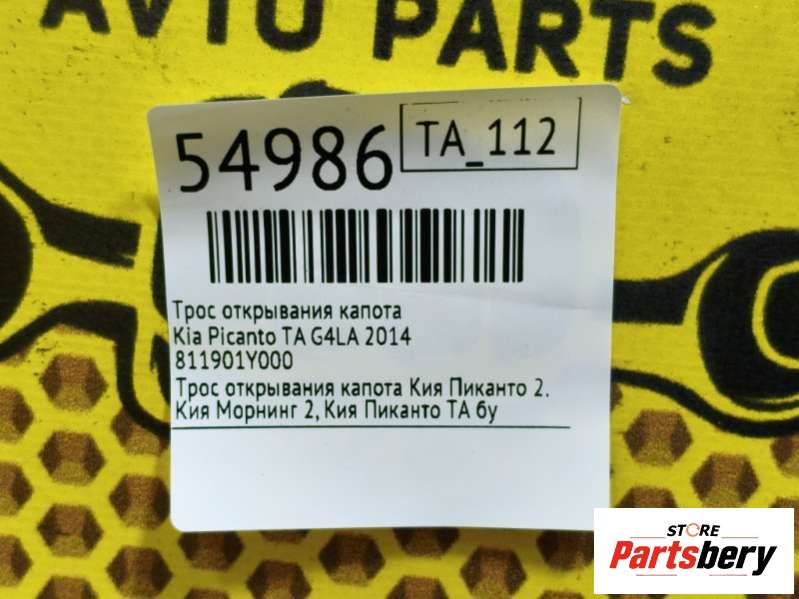 AVTO PARTS
54986
TA_112
Трос открывания капота
Kia Picanto TA G4LA 2014
811901Y000
Трос открывания капота Кия Пиканто 2.
Кия Морнинг 2, Кия Пиканто ТА бу
STORE
Partsbery